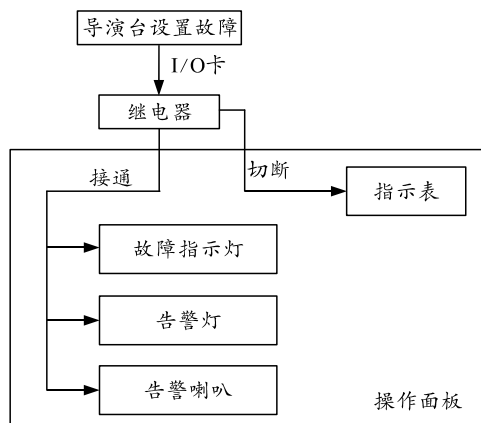 导演台设置故障
I/O卡
继电器
接通
切断
指示表
故障指示灯
告警灯
告警喇叭
操作面板